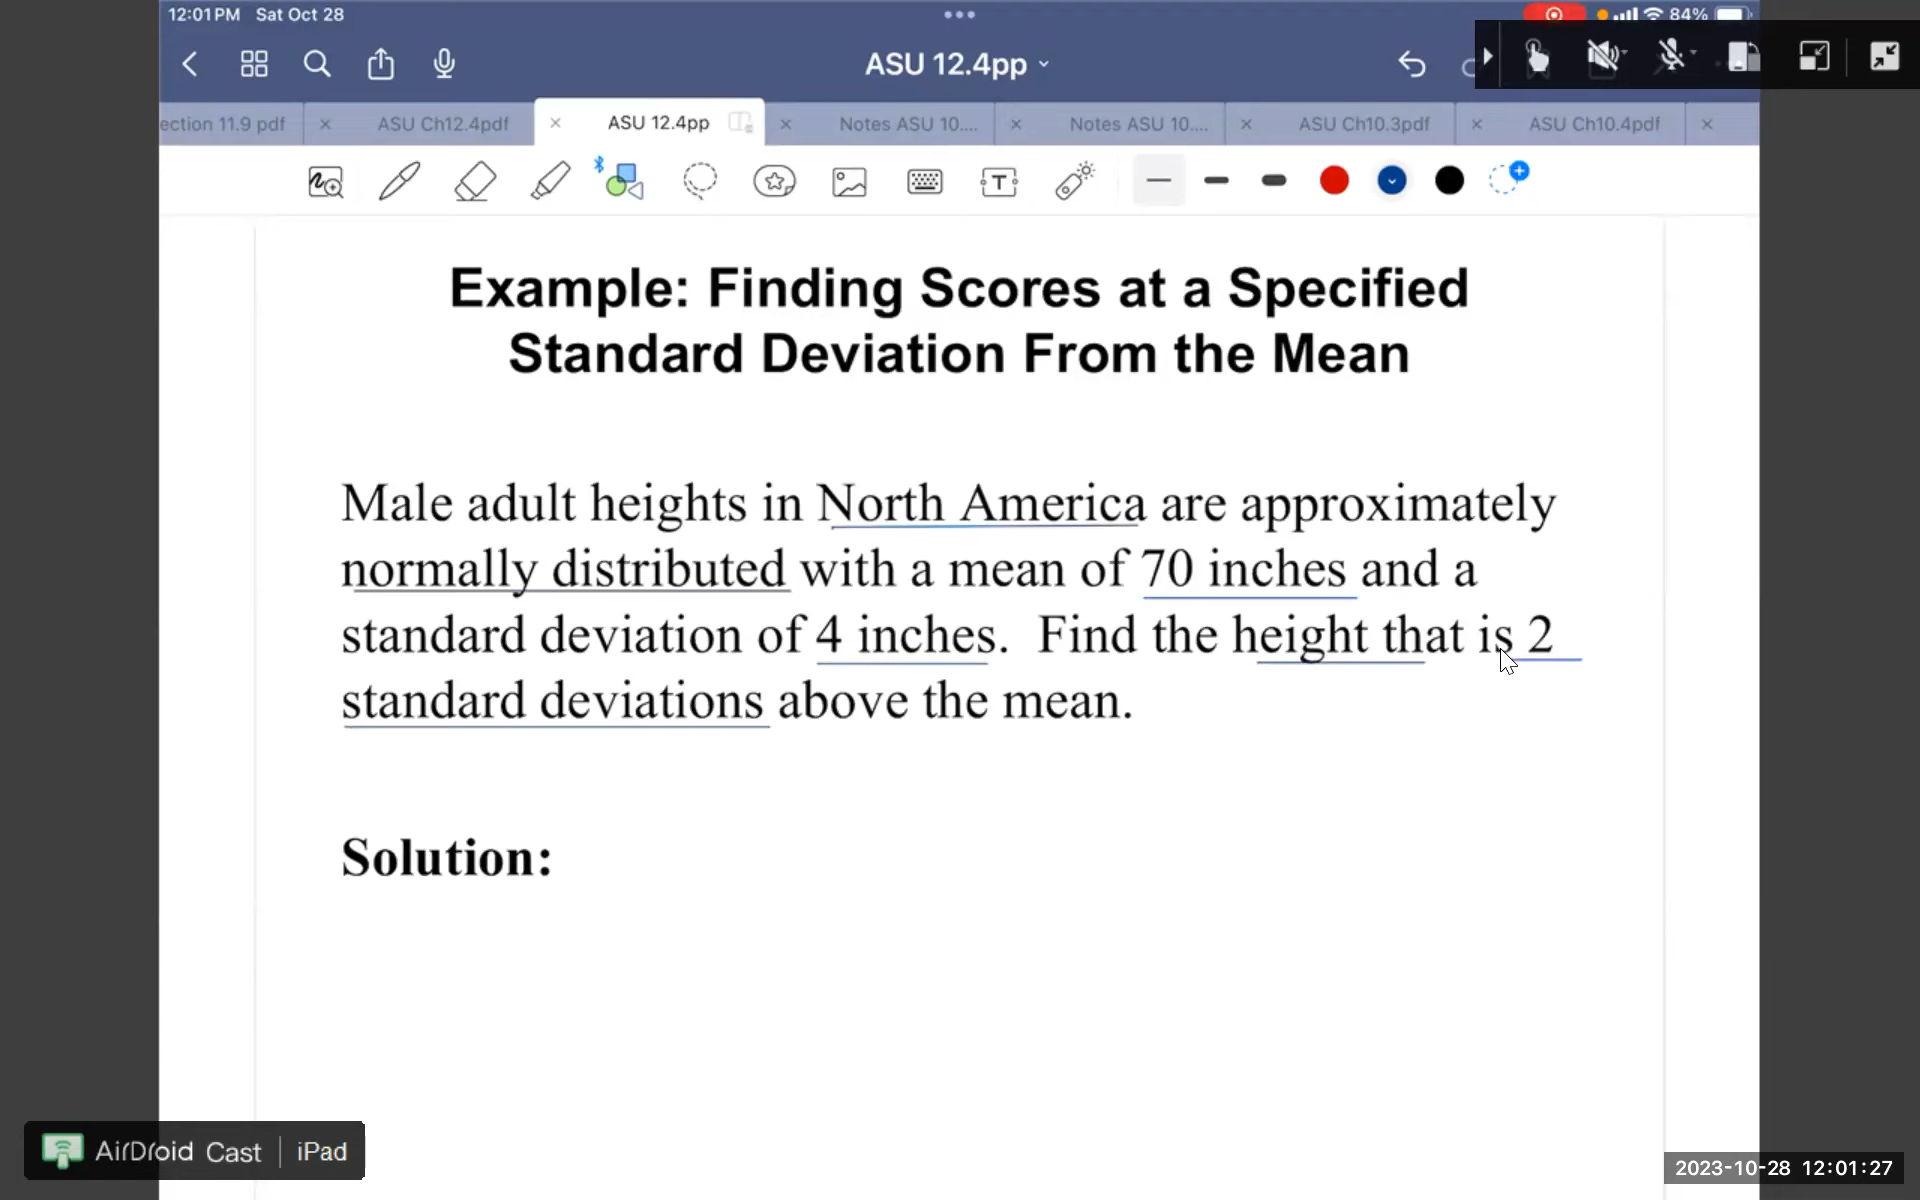 12:01 PM Sat Oct 28
84%
ASU 12.4pp
ection 11.9 pdf
ASU Ch12.4pdf
ASU 12.4pp
Notes ASU 10....
Notes ASU 10....
ASU Ch10.3pdf
ASU Ch10.4pdf
Example: Finding Scores at a Specified
Standard Deviation From the Mean
Male adult heights in North America are approximately
normally distributed with a mean of 70 inches and a
standard deviation of 4 inches. Find the height that is 2
standard deviations above the mean.
Solution:
AirDroid Cast | iPad
2023-10-28 12:01:27